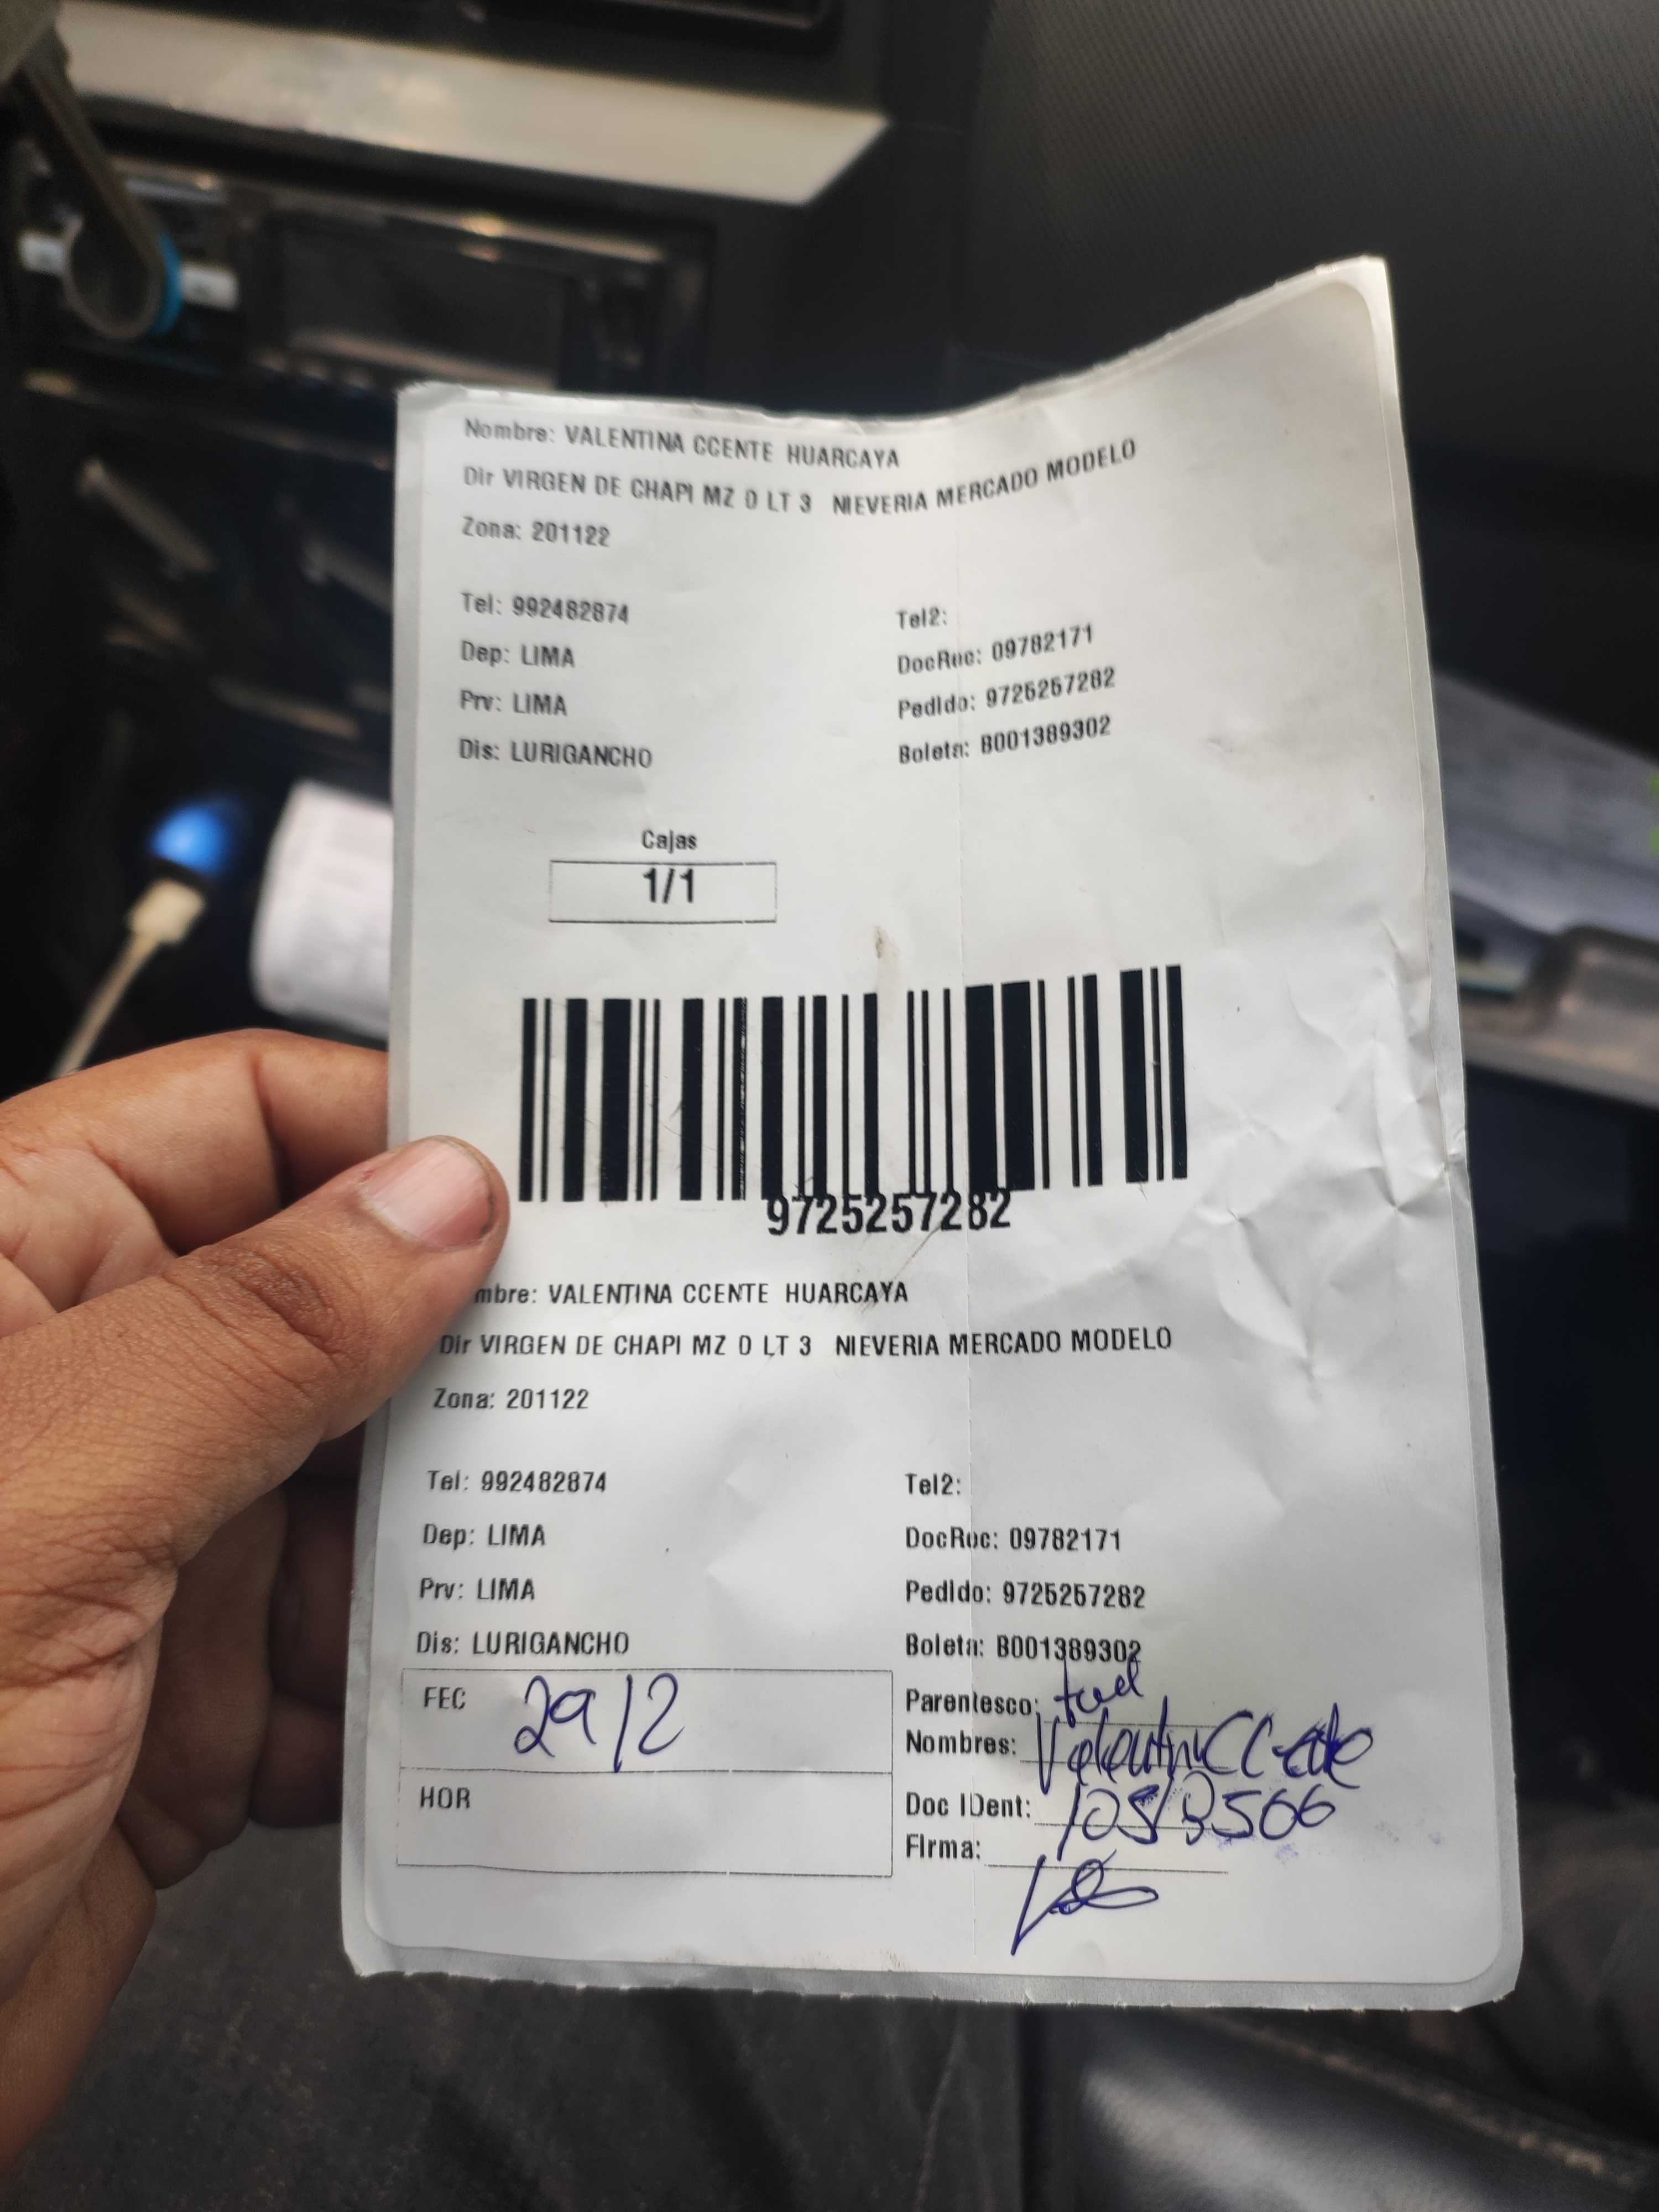 Nombre: VALENTINA CCENTE HUARCAYA
Dir VIRGEN DE CHAPI MZ O LT 3 NIEVERIA MERCADO MODELO
Zona: 201122
Tel: 992482874
Tel2:
Dep: LIMA
DocRuc: 09782171
Prv: LIMA
Pedido: 9725257282
Dis: LURIGANCHO
Boleta: B001389302
Cajas
1/1
9725257282
mbre: VALENTINA CCENTE HUARCAYA
Dir VIRGEN DE CHAPI MZ O LT 3 NIEVERIA MERCADO MODELO
Zona: 201122
Tel: 992482874
Tel2:
Dep: LIMA
DocRuc: 09782171
Prv: LIMA
Pedido: 9725257282
Dis: LURIGANCHO
Boleta: B001389302
FEC 29/2
Parentesco:
Nombres:
HOR
Doc IDent:
Firma: